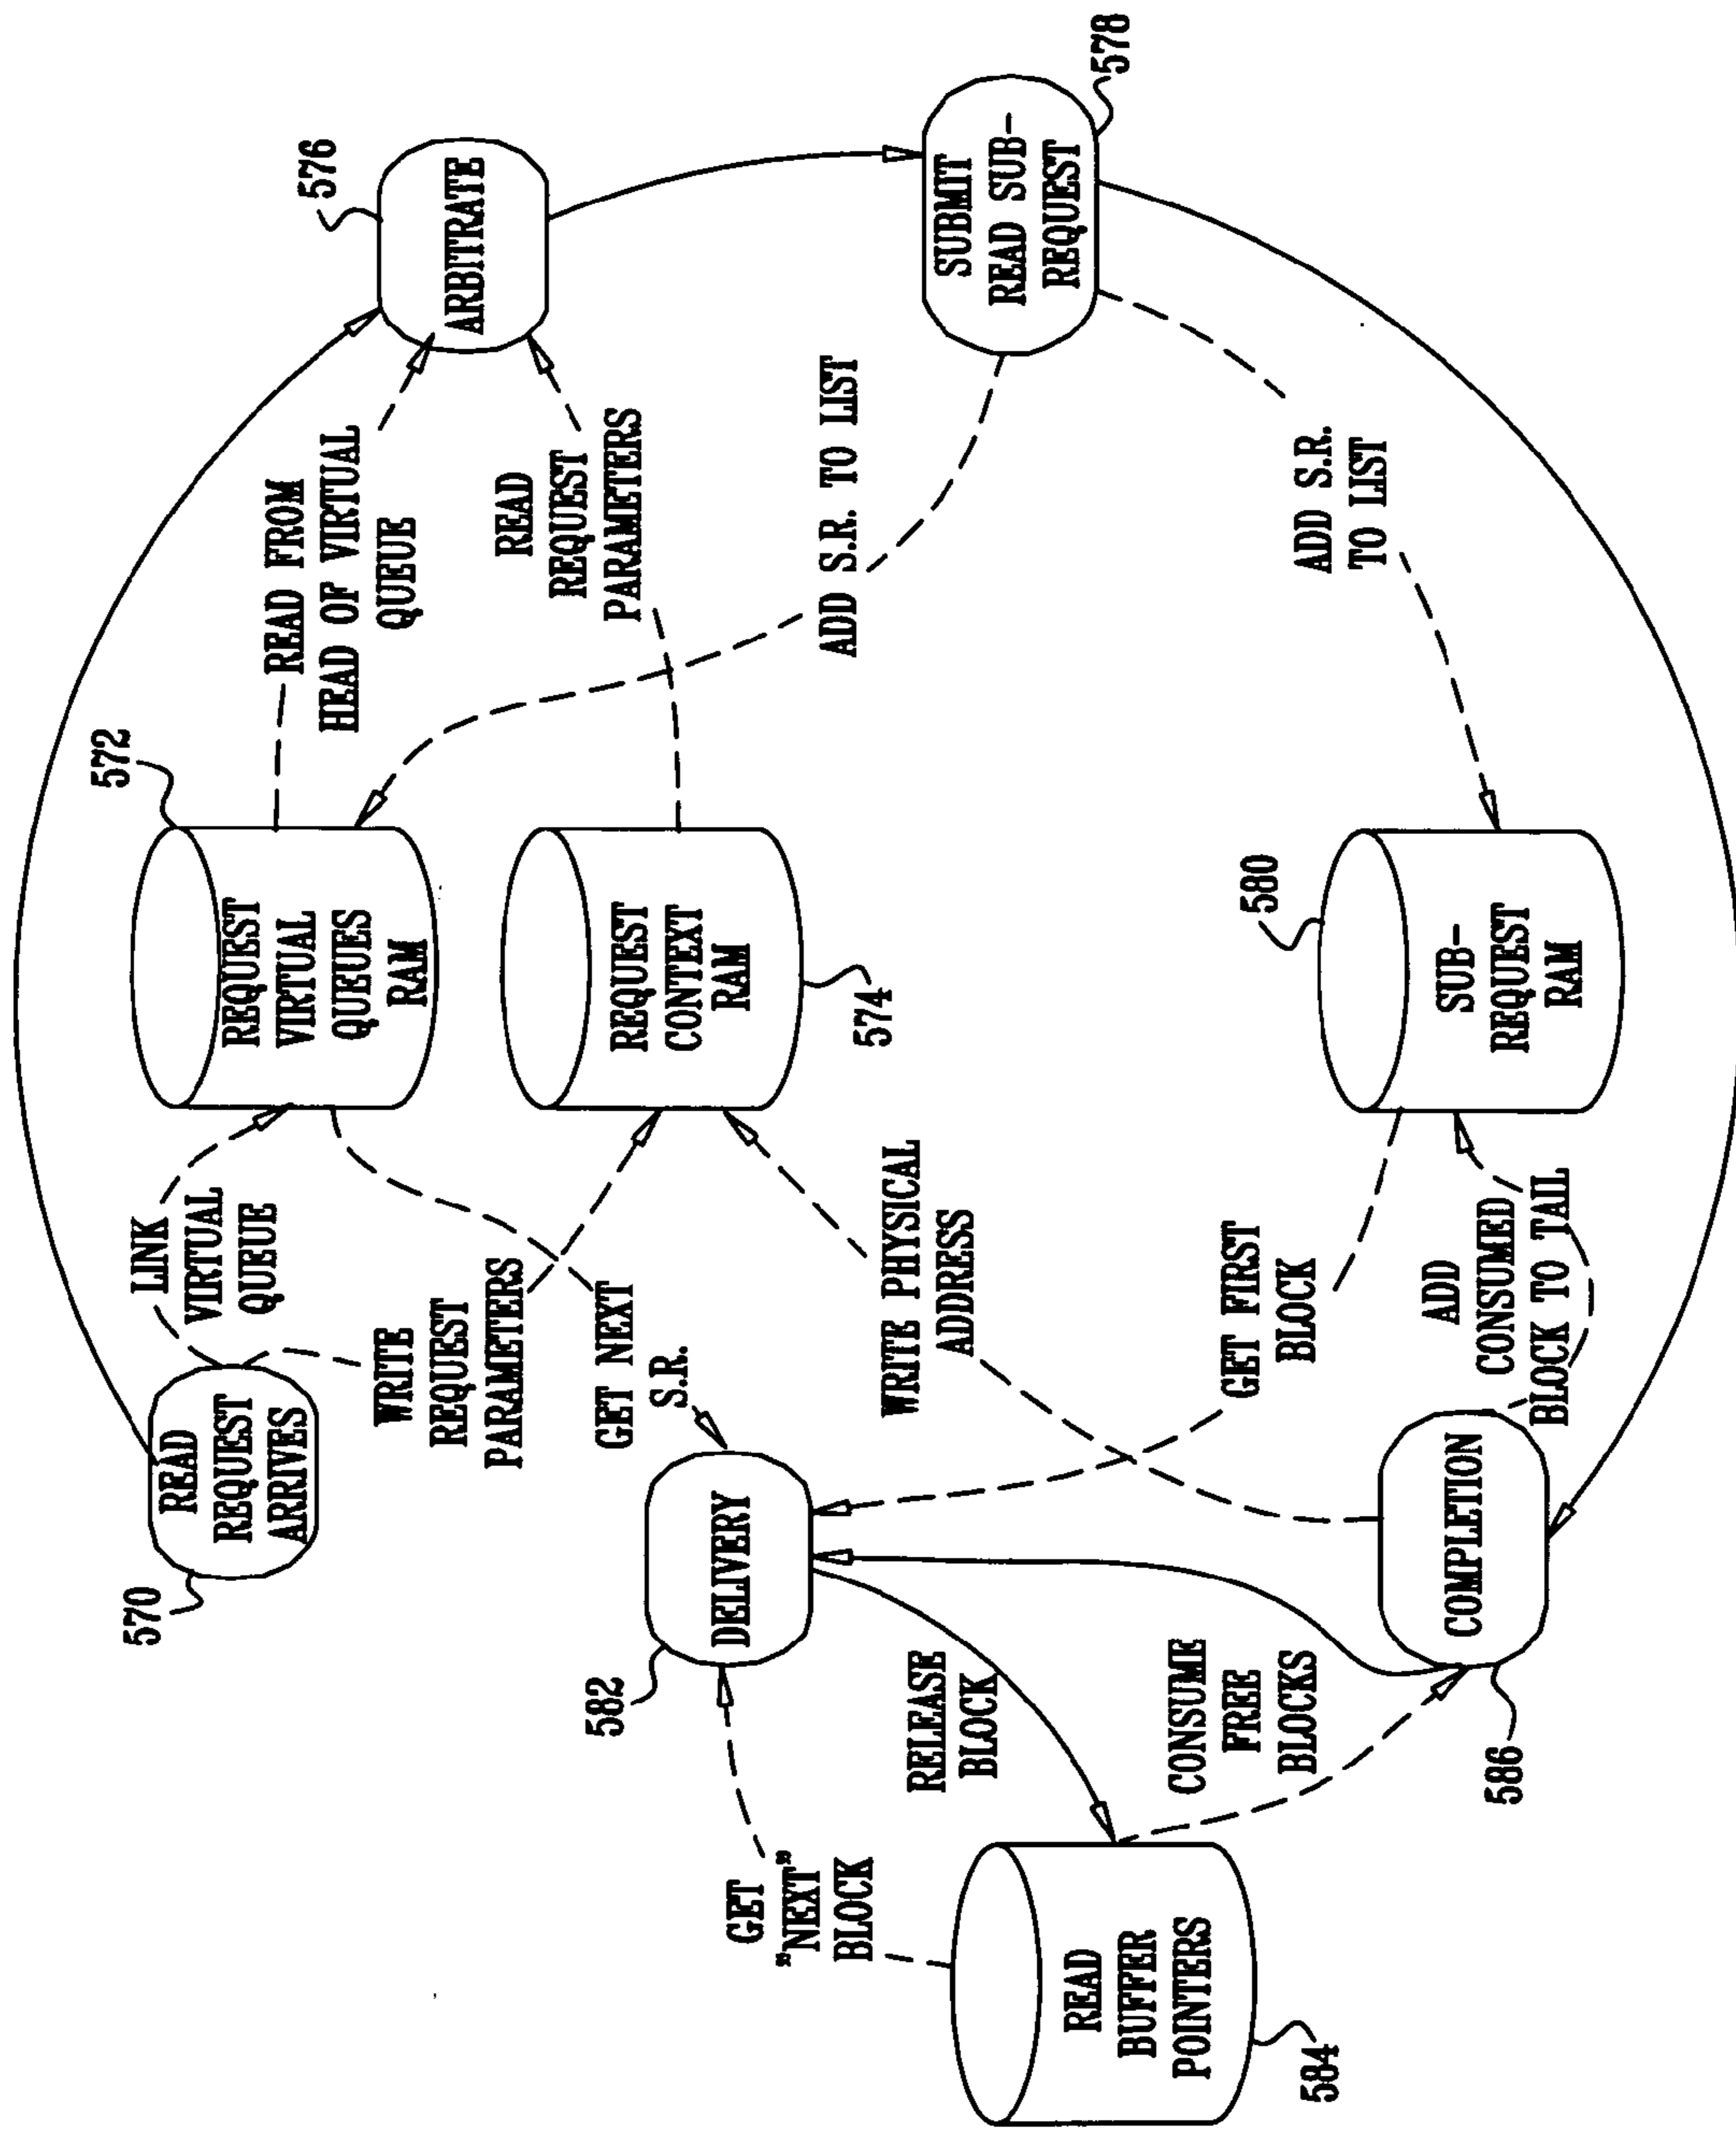 570
READ
REQUEST
ARRIVES
LINK
VIRTUAL
QUEUE
572
REQUEST
VIRTUAL
QUEUES
RAM
READ FROM
HEAD OF VIRTUAL
QUEUE
576
ARBITRATE
WRITE
REQUEST
PARAMETERS
REQUEST
CONTEXT
RAM
574
READ
REQUEST
PARAMETERS
582
DELIVERY
GET NEXT
S.R.
ADD S.R. TO LIST
GET
"NEXT"
BLOCK
RELEASE
BLOCK
WRITE PHYSICAL
ADDRESS
SUBMIT
READ SUB-
REQUEST
578
READ
BUFFER
POINTERS
584
CONSUME
FREE
BLOCKS
GET FIRST
BLOCK
580
SUB-
REQUEST
RAM
ADD S.R.
TO LIST
COMPLETION
586
ADD
CONSUMED
BLOCK TO TAIL